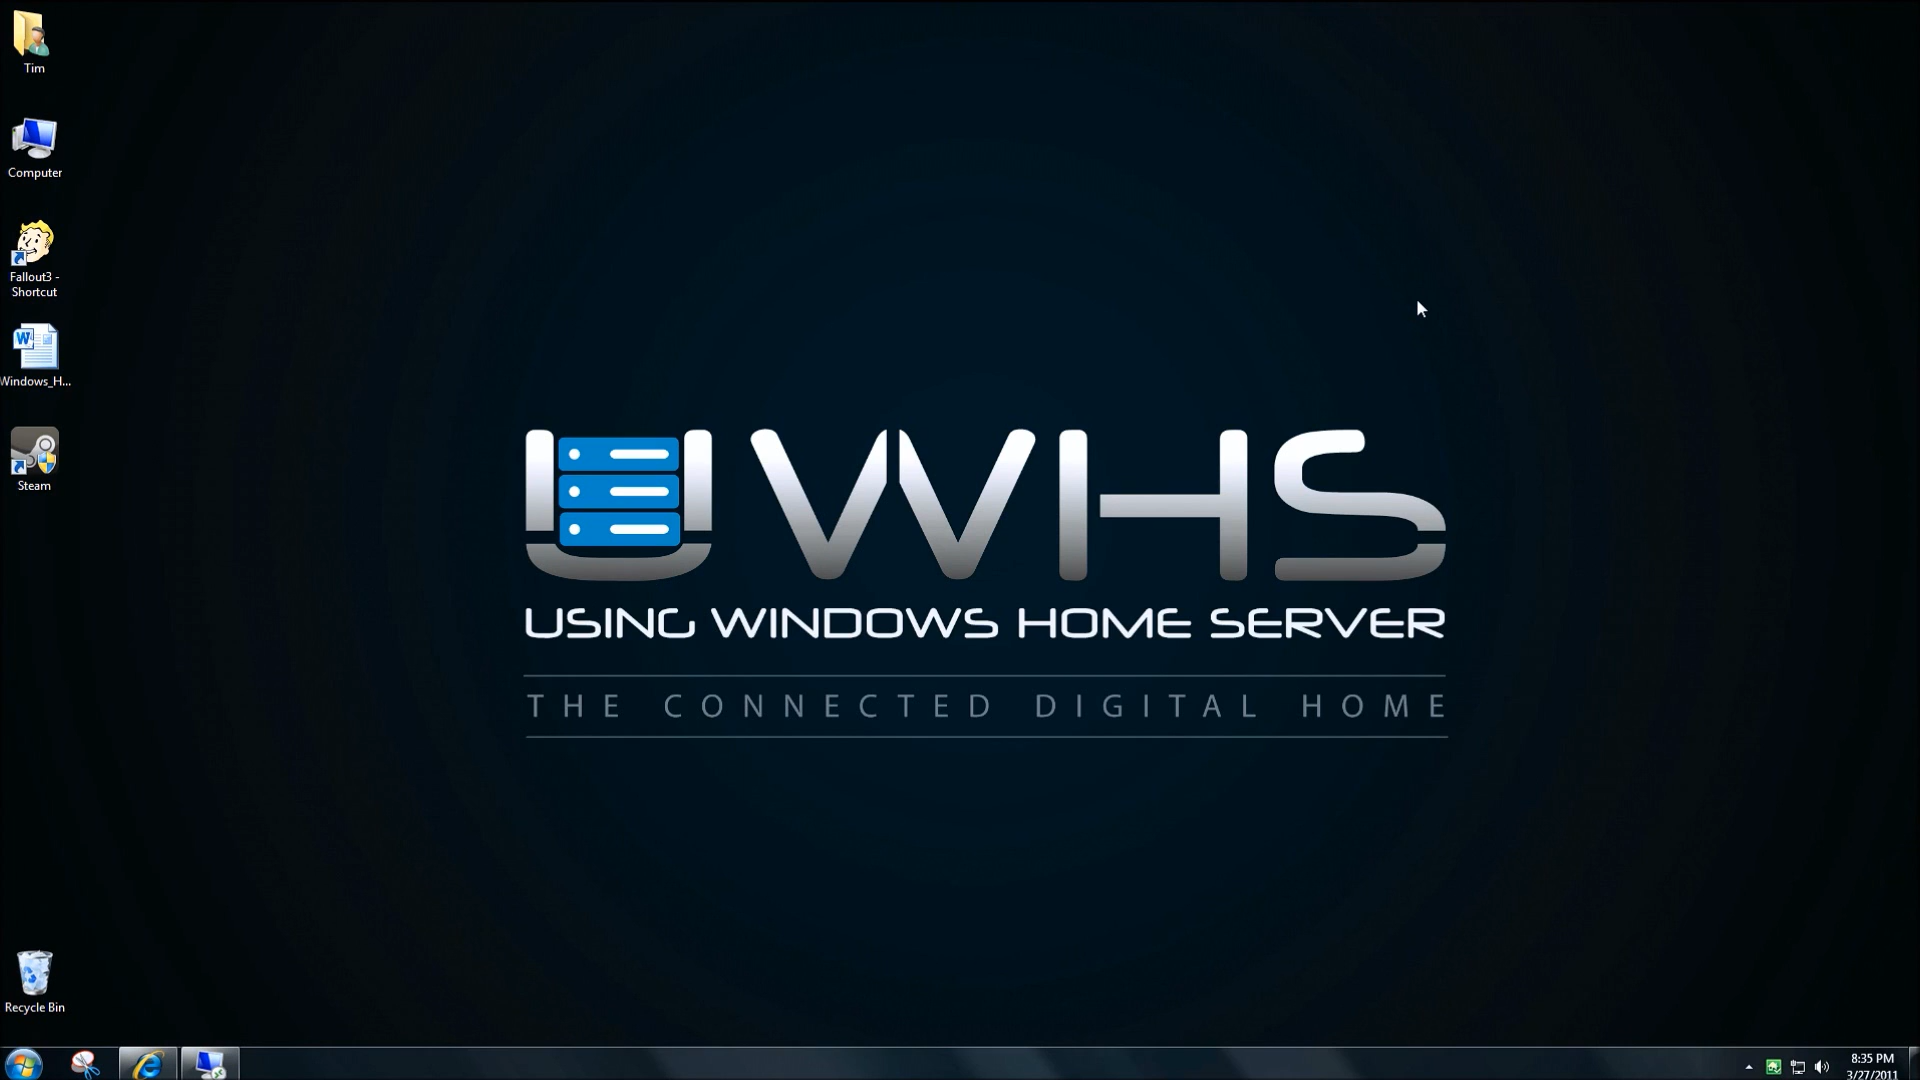 Tim
Computer
Fallout3 -
Shortcut
Windows_H...
Steam
Recycle Bin
UWHS
USING WINDOWS HOME SERVER
THE CONNECTED DIGITAL HOME
8:35 PM
3/27/2011